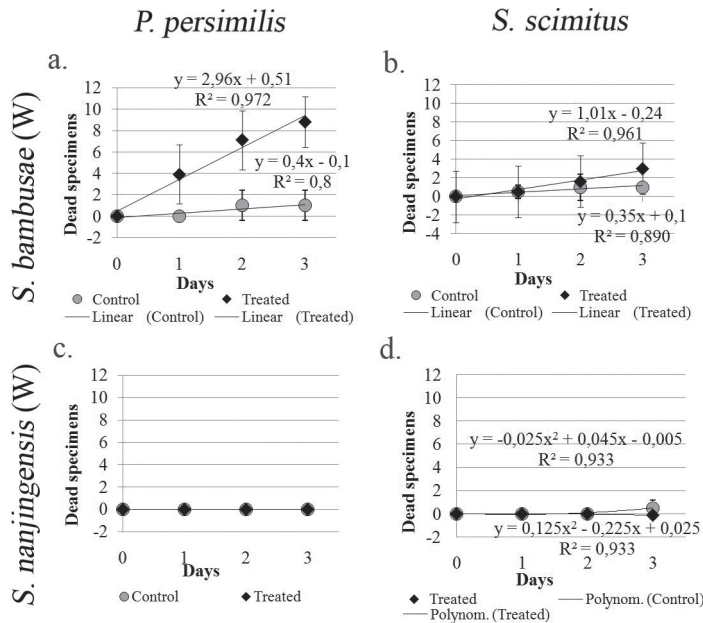 P. persimilis
S. scimitus
S. bambusae (W)
a.
Dead specimens
12
10
8
6
4
2
0
-2
y = 2,96x + 0,51
R² = 0,972
y = 0,4x - 0,1
R² = 0,8
0 1 2 3
Days
Control Treated
Linear (Control) Linear (Treated)
b.
Dead specimens
12
10
8
6
4
2
0
-2
-4
y = 1,01x - 0,24
R² = 0,961
y = 0,35x + 0,1
R² = 0,890
0 1 2 3
Days
Control Treated
Linear (Control) Linear (Treated)
S. nanjingensis (W)
c.
Dead specimens
12
10
8
6
4
2
0
-2
0 1 2 3
Days
Control Treated
d.
Dead specimens
12
10
8
6
4
2
0
-2
y = -0,025x² + 0,045x - 0,005
R² = 0,933
y = 0,125x² - 0,225x + 0,025
R² = 0,933
0 1 2 3
Days
Treated Polynom. (Control)
Polynom. (Treated)